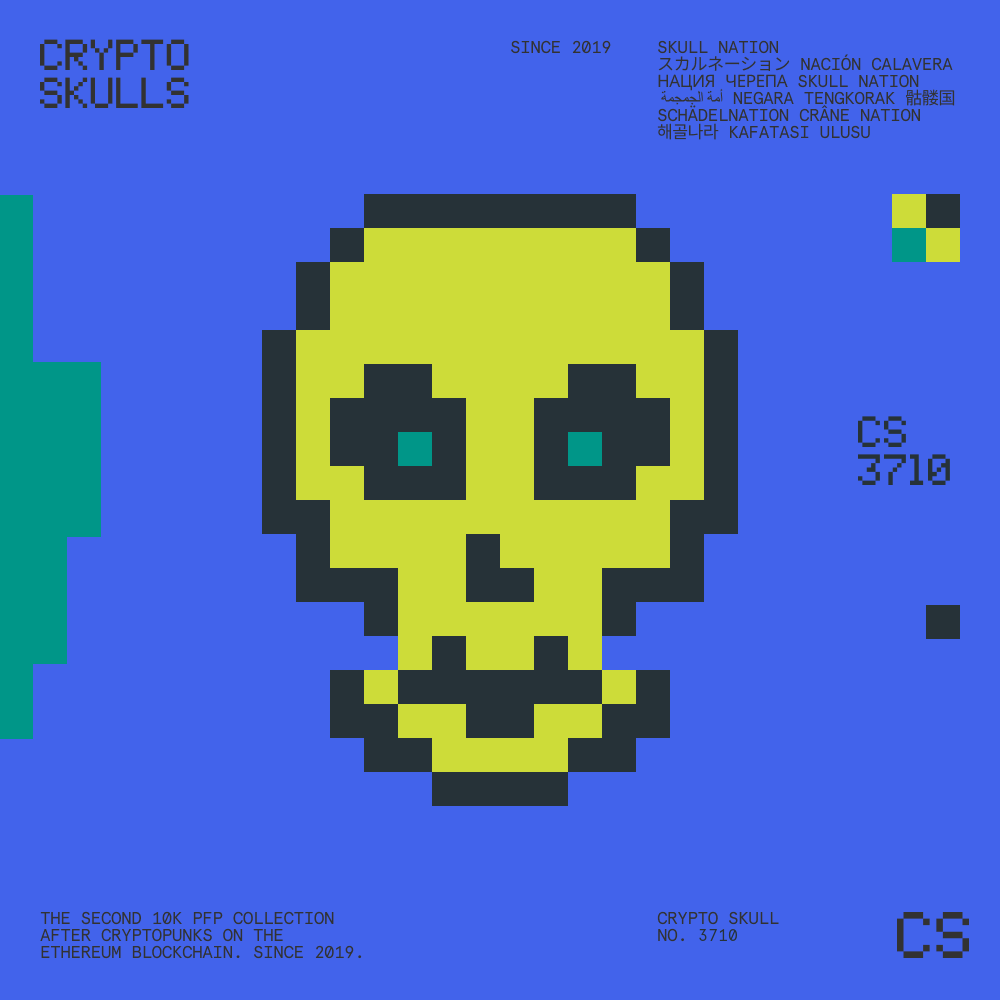 CRYPTO
SKULLS
SINCE 2019
SKULL NATION
スカルネーション NACIÓN CALAVERA
НАЦИЯ ЧЕРЕПА SKULL NATION
أمة الجمجمة NEGARA TENGKORAK 骷髅国
SCHÄDELNATION CRÂNE NATION
해골나라 KAFATASI ULUSU
CS
3710
THE SECOND 10K PFP COLLECTION
AFTER CRYPTOPUNKS ON THE
ETHEREUM BLOCKCHAIN. SINCE 2019.
CRYPTO SKULL
NO. 3710
CS